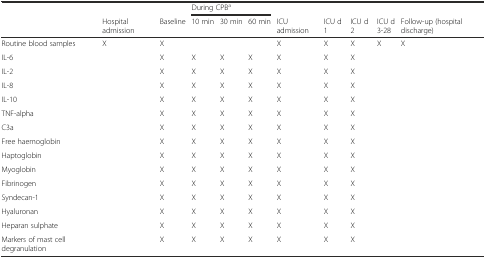 During CPBᵃ
Hospital admission Baseline 10 min 30 min 60 min ICU admission ICU d 1 ICU d 2 ICU d 3-28 Follow-up (hospital discharge)
Routine blood samples X X X X X X X
IL-6 X X X X X X X
IL-2 X X X X X X X
IL-8 X X X X X X X
IL-10 X X X X X X X
TNF-alpha X X X X X X X
C3a X X X X X X X
Free haemoglobin X X X X X X X
Haptoglobin X X X X X X X
Myoglobin X X X X X X X
Fibrinogen X X X X X X X
Syndecan-1 X X X X X X X
Hyaluronan X X X X X X X
Heparan sulphate X X X X X X X
Markers of mast cell X X X X X X X
degranulation